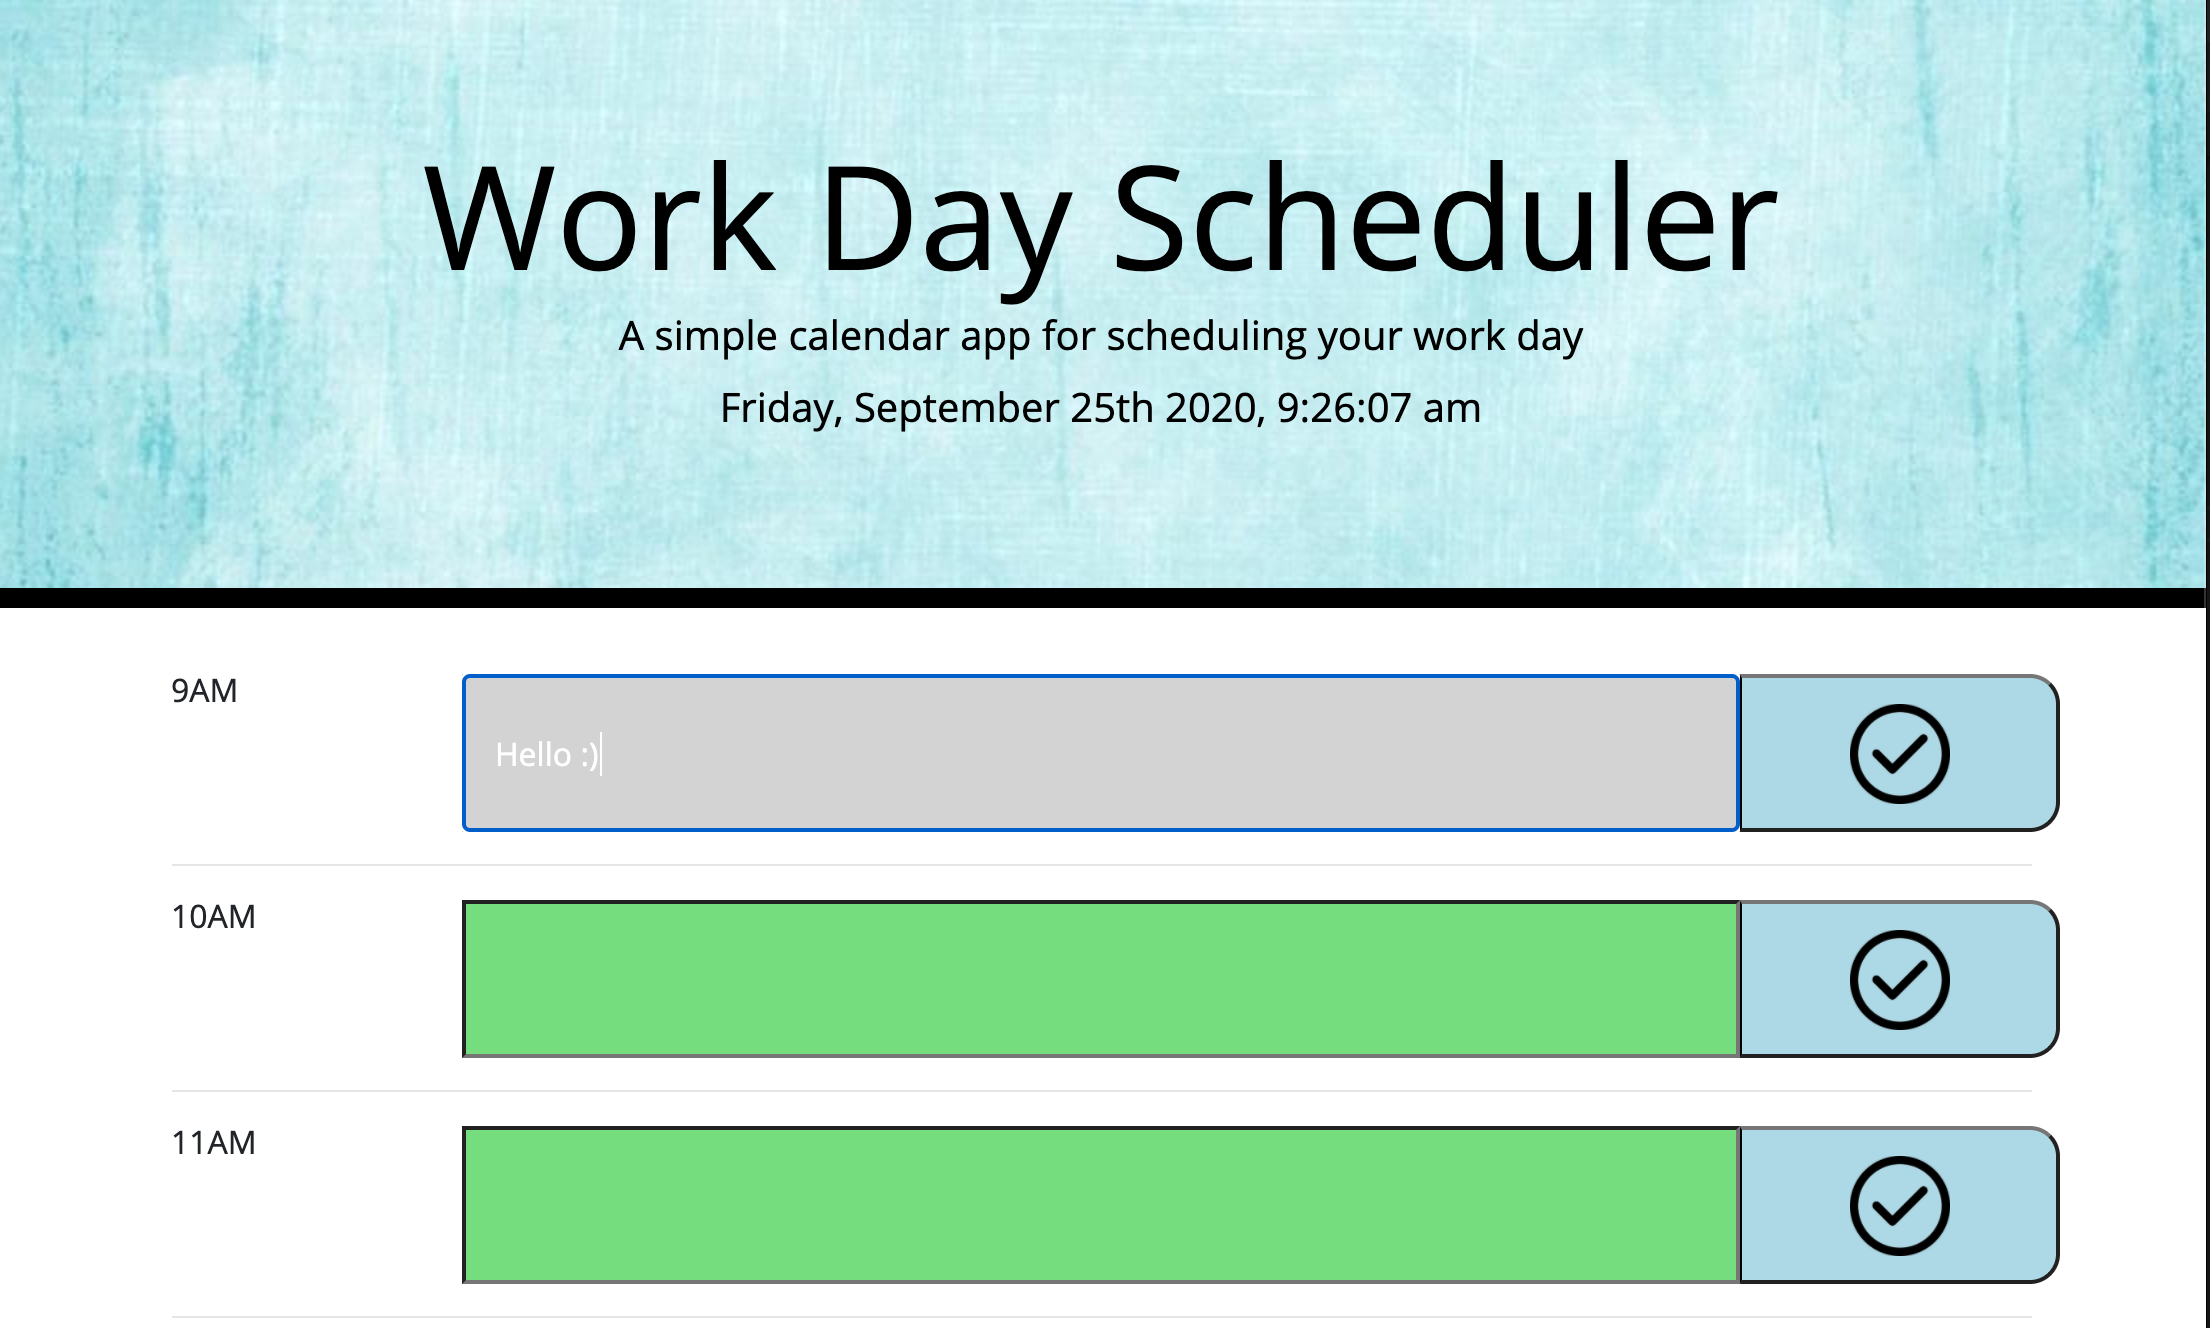 Work Day Scheduler
A simple calendar app for scheduling your work day
Friday, September 25th 2020, 9:26:07 am
9AM
Hello :)
10AM
11AM